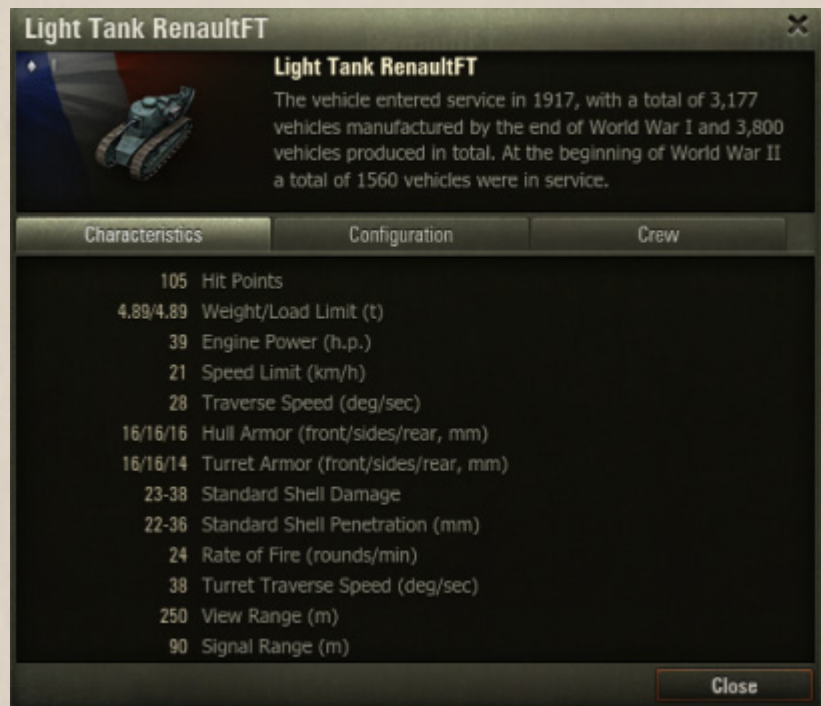 Light Tank RenaultFT
Light Tank RenaultFT
The vehicle entered service in 1917, with a total of 3,177
vehicles manufactured by the end of World War I and 3,800
vehicles produced in total. At the beginning of World War II
a total of 1560 vehicles were in service.
Characteristics Configuration Crew
105 Hit Points
4.89/4.89 Weight/Load Limit (t)
39 Engine Power (h.p.)
21 Speed Limit (km/h)
28 Traverse Speed (deg/sec)
16/16/16 Hull Armor (front/sides/rear, mm)
16/16/14 Turret Armor (front/sides/rear, mm)
23-38 Standard Shell Damage
22-36 Standard Shell Penetration (mm)
24 Rate of Fire (rounds/min)
38 Turret Traverse Speed (deg/sec)
250 View Range (m)
90 Signal Range (m)
Close